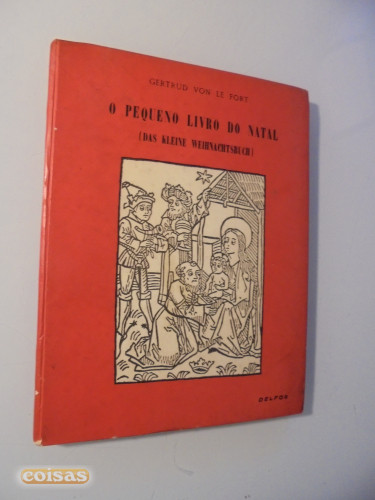 GERTRUD VON LE FORT
O PEQUENO LIVRO DO NATAL
(DAS KLEINE WEIHNACHTSBUCH)
DELFOS
coisas